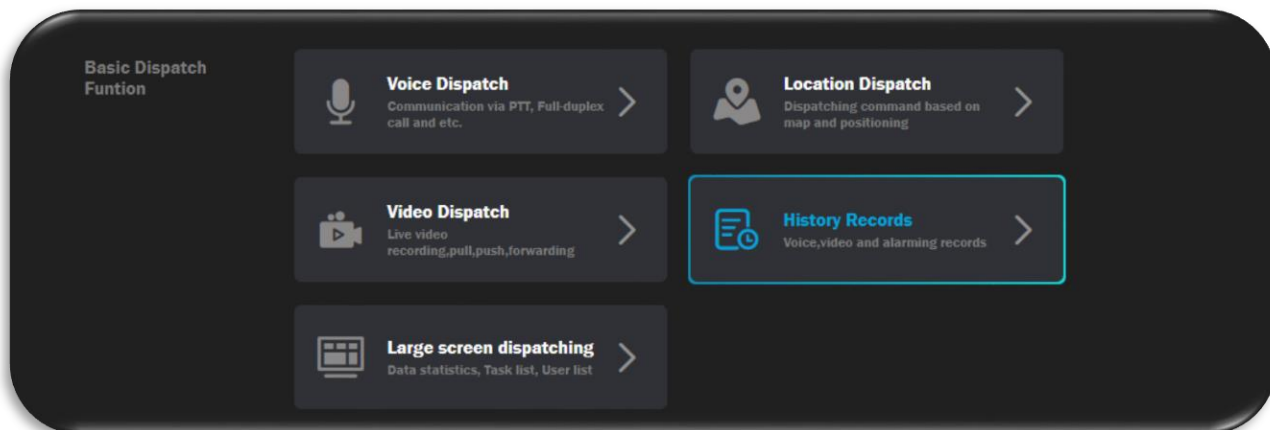 Basic Dispatch
Funtion
Voice Dispatch
Communication via PTT, Full-duplex
call and etc.
Location Dispatch
Dispatching command based on
map and positioning
Video Dispatch
Live video
recording,pull,push,forwarding
History Records
Voice,video and alarming records
Large screen dispatching
Data statistics, Task list, User list